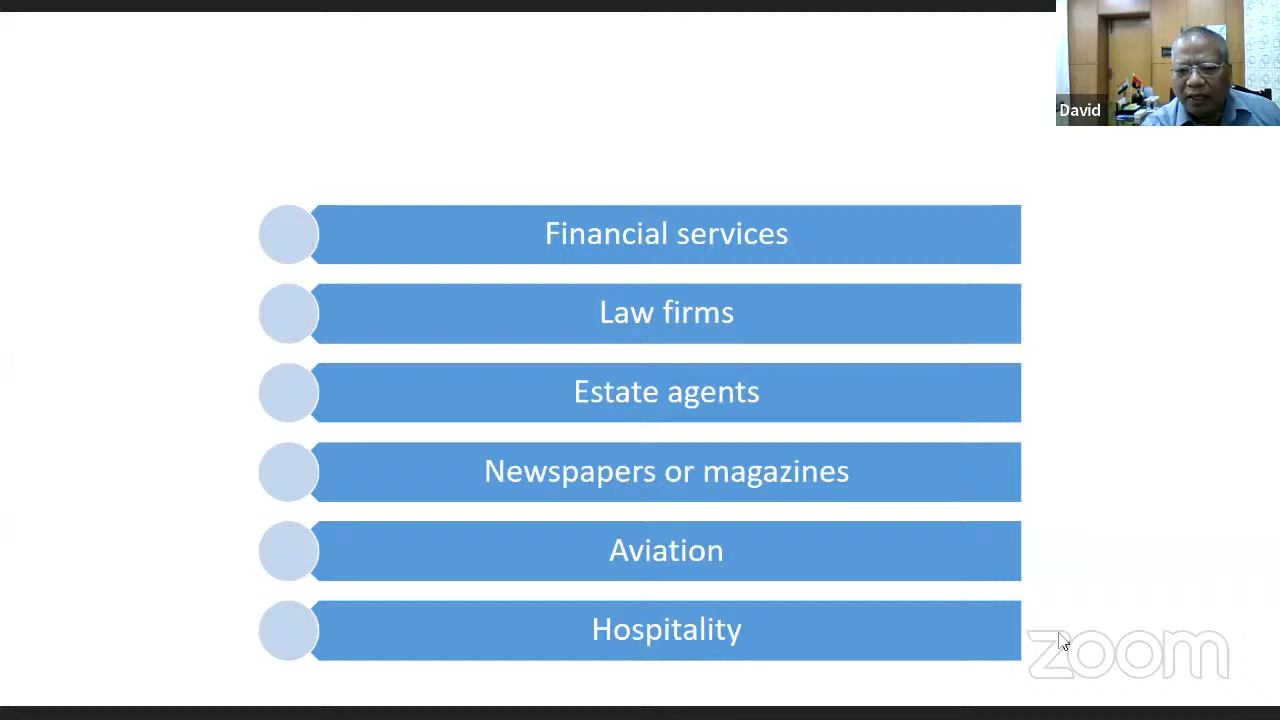 David
Financial services
Law firms
Estate agents
Newspapers or magazines
Aviation
Hospitality
zoom